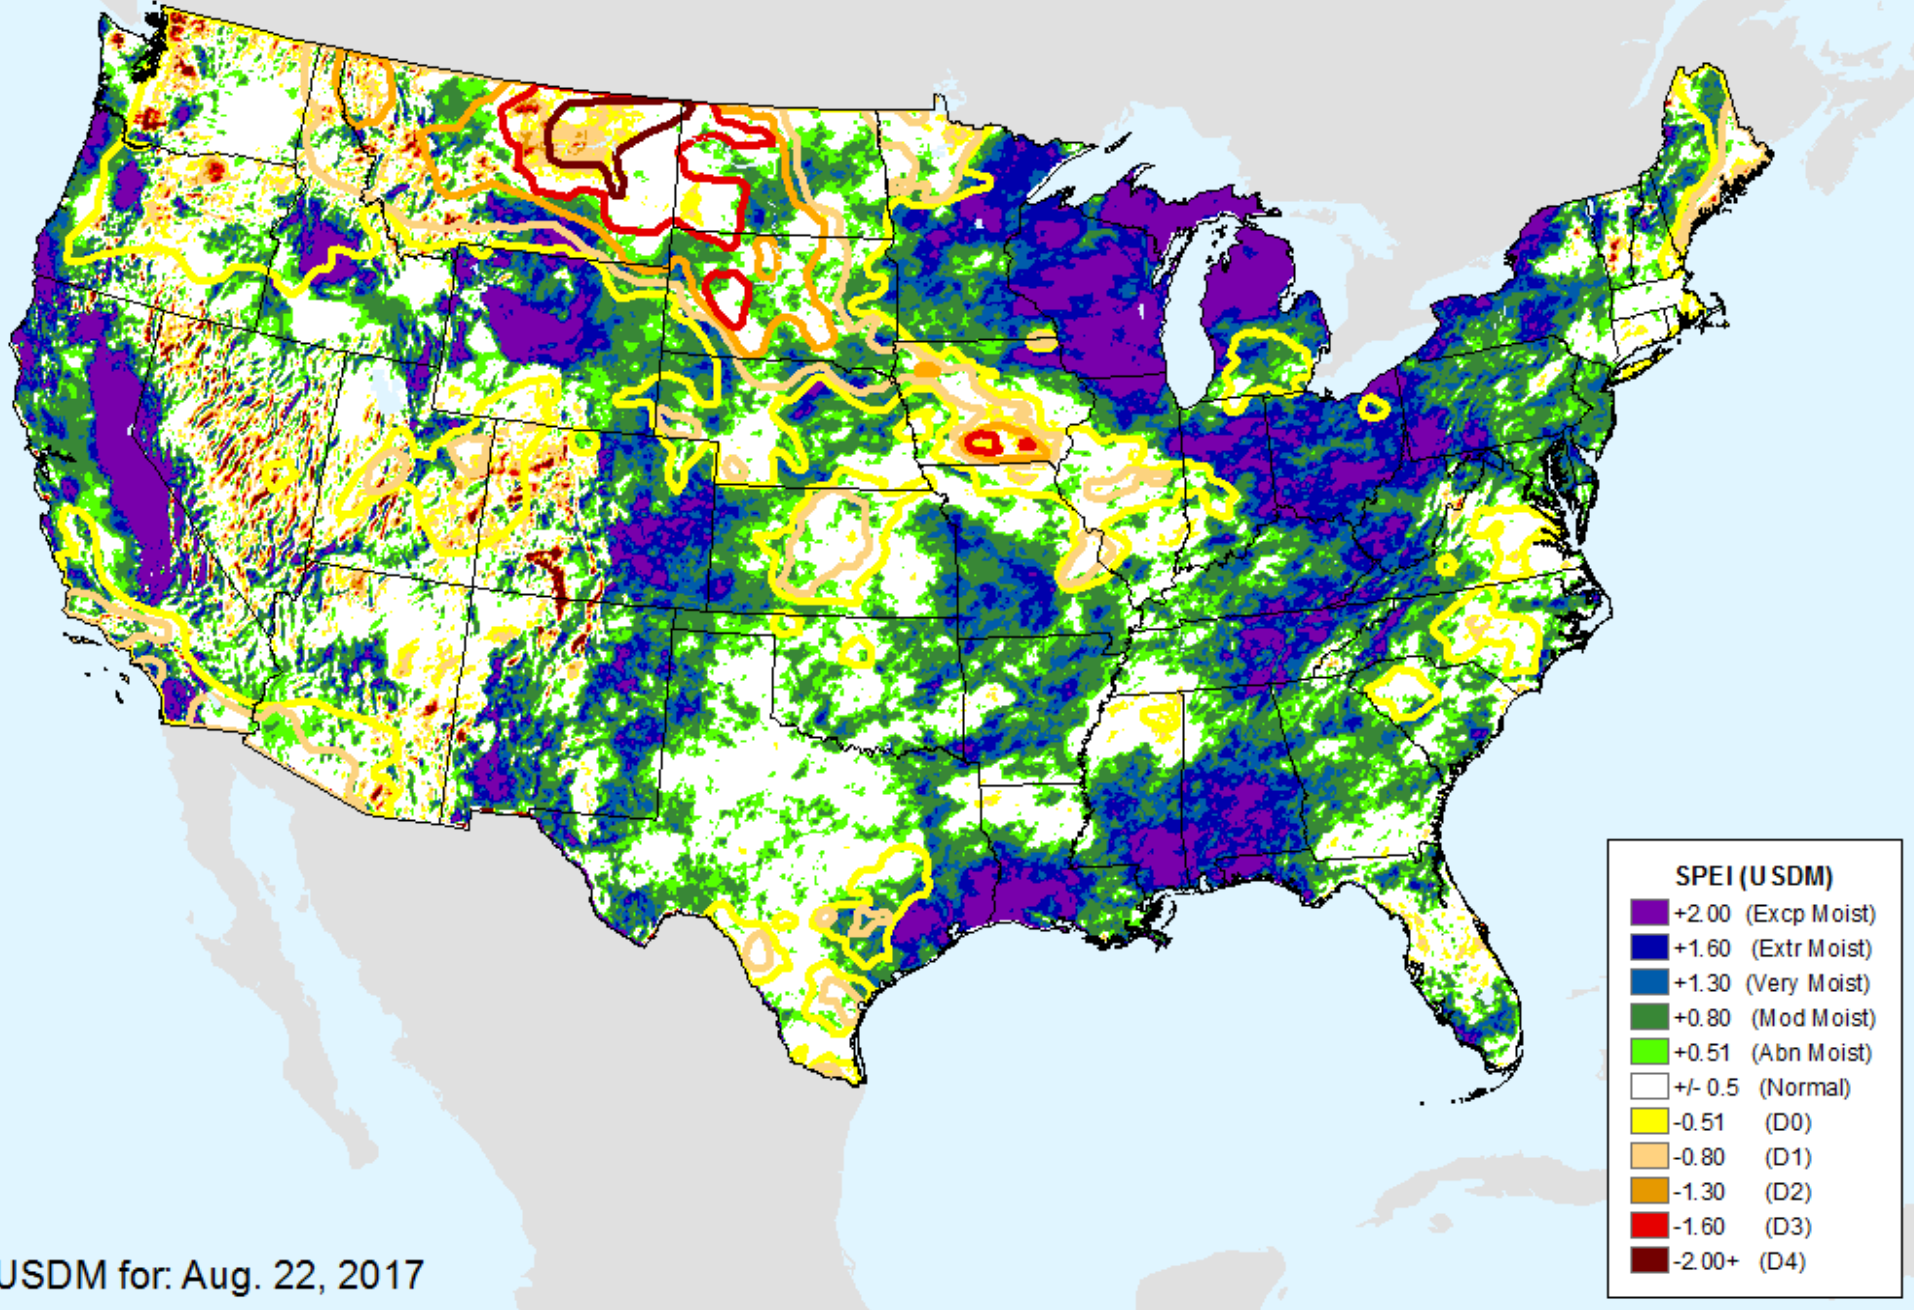 SPEI (USDM)
+2.00 (Excp Moist)
+1.60 (Extr Moist)
+1.30 (Very Moist)
+0.80 (Mod Moist)
+0.51 (Abn Moist)
+/- 0.5 (Normal)
-0.51 (D0)
-0.80 (D1)
-1.30 (D2)
-1.60 (D3)
-2.00+ (D4)
USDM for: Aug. 22, 2017